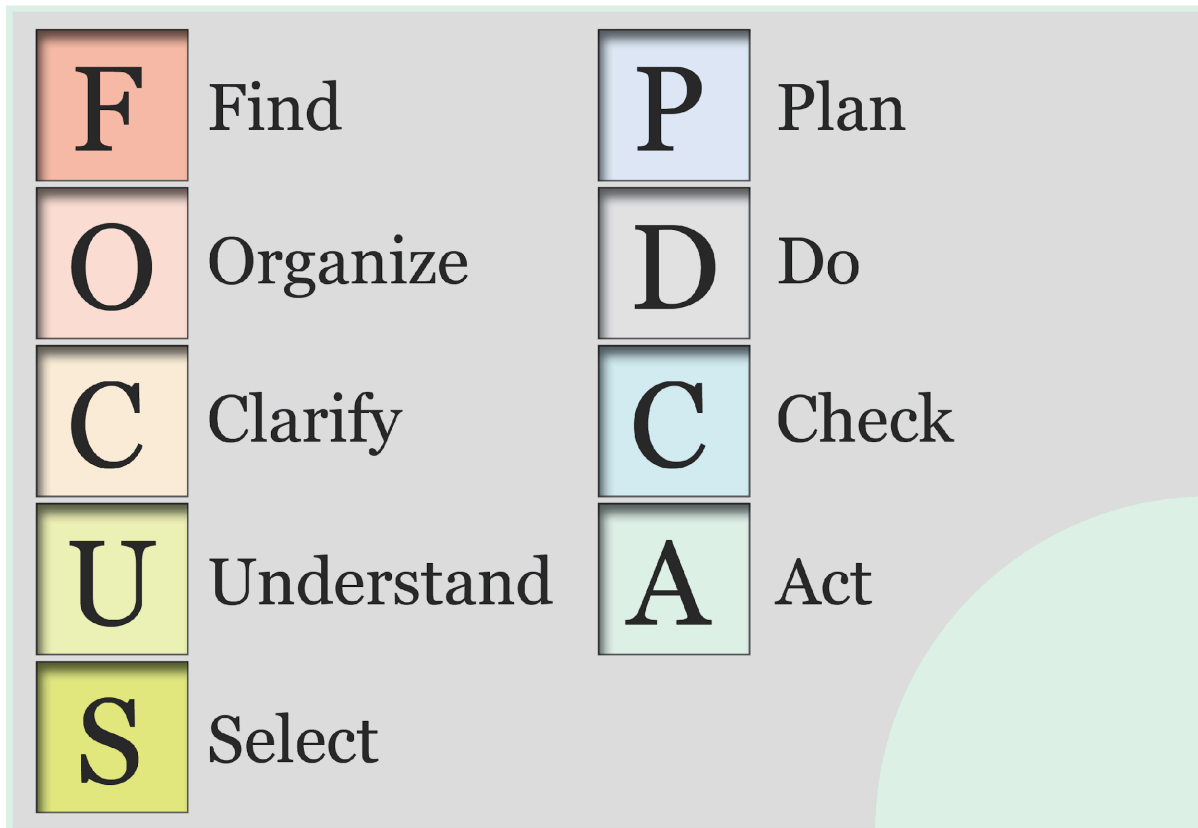 F Find
O Organize
C Clarify
U Understand
S Select
P Plan
D Do
C Check
A Act